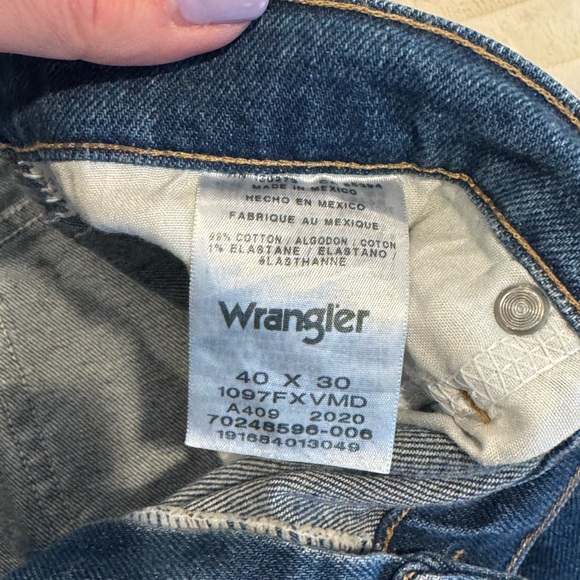 MADE IN MEXICO
HECHO EN MEXICO
FABRIQUE AU MEXIQUE
99% COTTON / ALGODON / COTON
1% ELASTANE / ELASTANO /
ELASTHANNE
Wrangler
40 X 30
1097FXVMD
A409 2020
70248596-006
191684013049